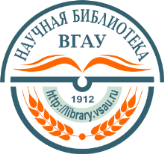 НАУЧНАЯ БИБЛИОТЕКА
ВГАУ
1912
http://library.vsau.ru